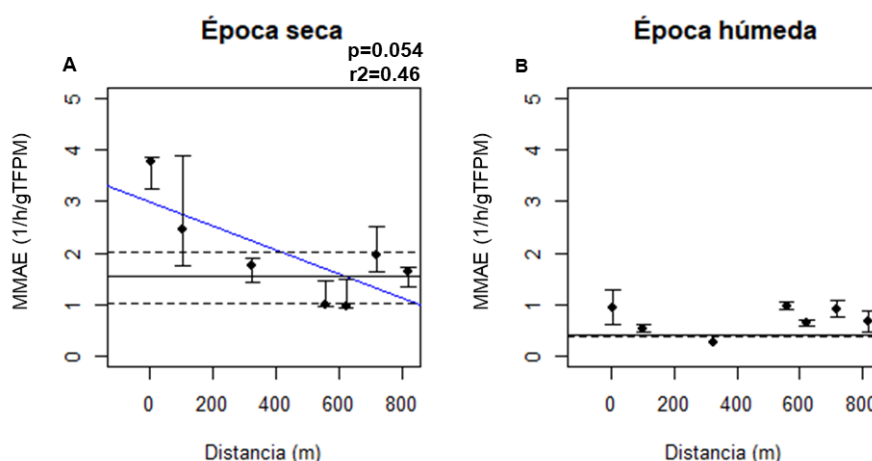 Época seca
Época húmeda
p=0.054
r2=0.46
A
B
MMAE (1/h/gTFPM)
5
4
3
2
1
0
0 200 400 600 800
Distancia (m)
MMAE (1/h/gTFPM)
5
4
3
2
1
0
0 200 400 600 800
Distancia (m)